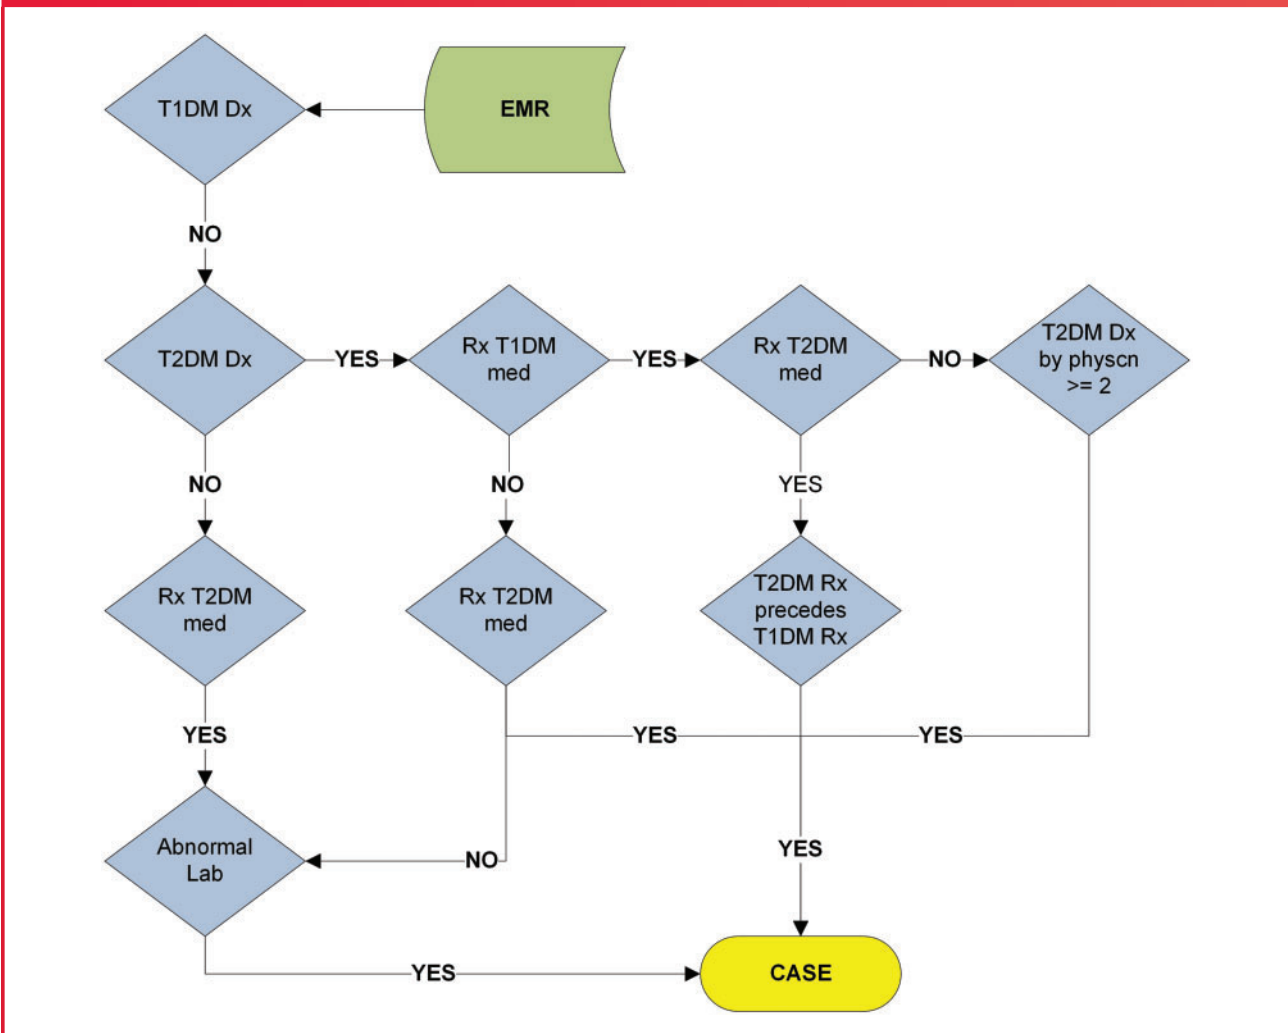 T1DM Dx
EMR
NO
T2DM Dx
YES
Rx T1DM
med
YES
Rx T2DM
med
NO
T2DM Dx
by physcn
>= 2
NO
NO
YES
Rx T2DM
med
Rx T2DM
med
T2DM Rx
precedes
T1DM Rx
YES
YES
YES
Abnormal
Lab
NO
YES
YES
CASE